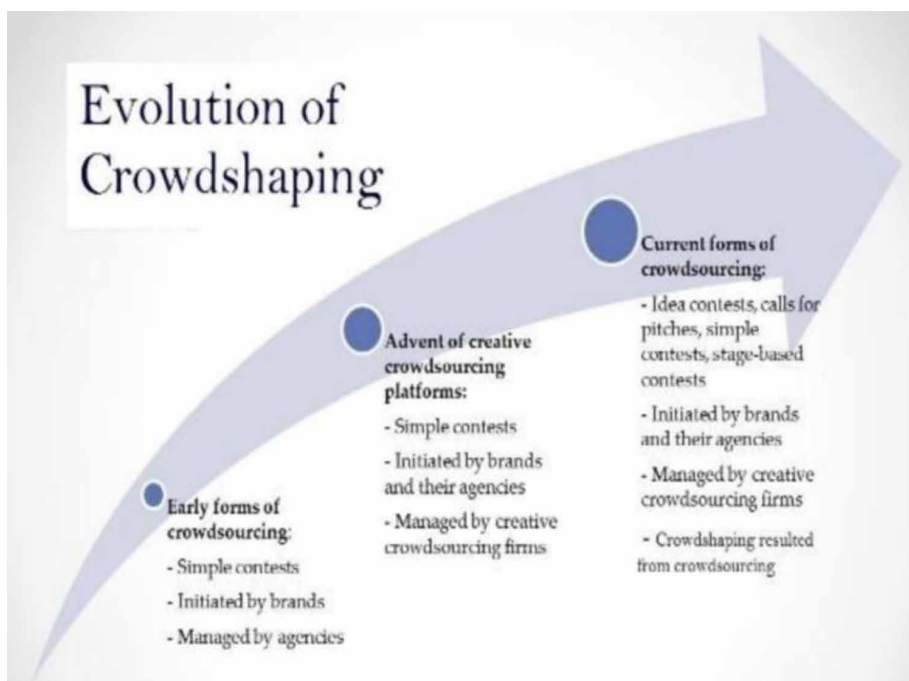 Evolution of
Crowdshaping
Early forms of
crowdsourcing:
- Simple contests
- Initiated by brands
- Managed by agencies
Advent of creative
crowdsourcing
platforms:
- Simple contests
- Initiated by brands
and their agencies
- Managed by creative
crowdsourcing firms
Current forms of
crowdsourcing:
- Idea contests, calls for
pitches, simple
contests, stage-based
contests
- Initiated by brands
and their agencies
- Managed by creative
crowdsourcing firms
- Crowdshaping resulted
from crowdsourcing